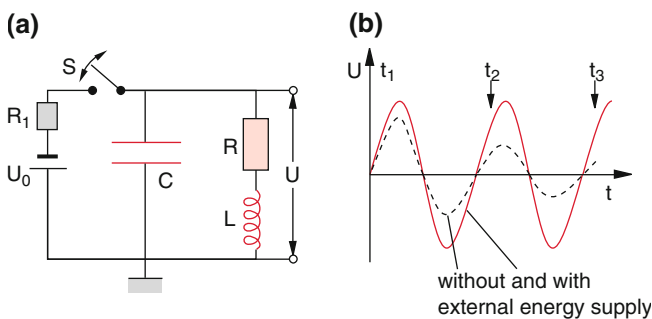 (a)
S
R1
U0
C
R
L
U
(b)
U
t1
t2
t3
t
without and with
external energy supply